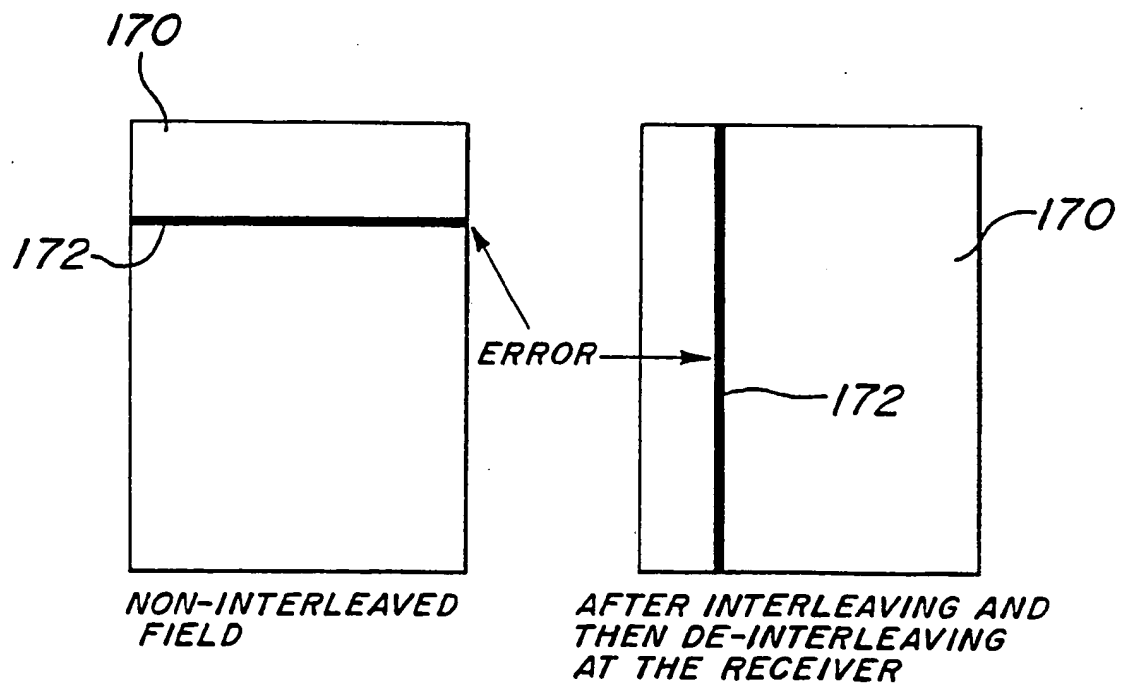 170
172
ERROR
170
172
NON-INTERLEAVED
FIELD
AFTER INTERLEAVING AND
THEN DE-INTERLEAVING
AT THE RECEIVER